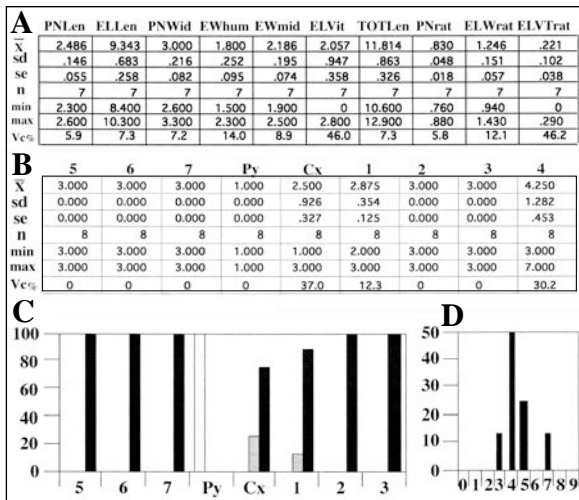 A PNLen ELLen PNWid EWhum EWmid ELVit TOTLen PNrat ELWrat ELVTrat
x̄ 2.486 9.343 3.000 1.800 2.186 2.057 11.814 .830 1.246 .221
sd .146 .683 .216 .252 .195 .947 .863 .048 .151 .102
se .055 .258 .082 .095 .074 .358 .326 .018 .057 .038
n 7 7 7 7 7 7 7 7 7 7
min 2.300 8.400 2.600 1.500 1.900 0 10.600 .760 .940 0
max 2.600 10.300 3.300 2.300 2.500 2.800 12.900 .880 1.430 .290
Vc% 5.9 7.3 7.2 14.0 8.9 46.0 7.3 5.8 12.1 46.2
B 5 6 7 Py Cx 1 2 3 4
x̄ 3.000 3.000 3.000 1.000 2.500 2.875 3.000 3.000 4.250
sd 0.000 0.000 0.000 0.000 .926 .354 0.000 0.000 1.282
se 0.000 0.000 0.000 0.000 .327 .125 0.000 0.000 .453
n 8 8 8 8 8 8 8 8 8
min 3.000 3.000 3.000 1.000 1.000 2.000 3.000 3.000 3.000
max 3.000 3.000 3.000 1.000 3.000 3.000 3.000 3.000 7.000
Vc% 0 0 0 0 37.0 12.3 0 0 30.2
C
100
80
60
40
20
0
5 6 7 Py Cx 1 2 3
D
50
40
30
20
10
0
0 1 2 3 4 5 6 7 8 9